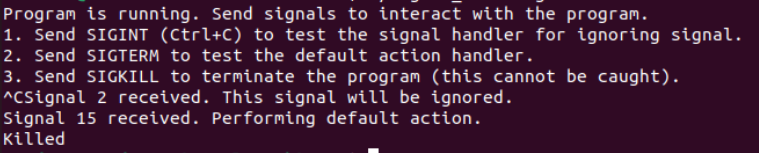 Program is running. Send signals to interact with the program.
1. Send SIGINT (Ctrl+C) to test the signal handler for ignoring signal.
2. Send SIGTERM to test the default action handler.
3. Send SIGKILL to terminate the program (this cannot be caught).
^CSignal 2 received. This signal will be ignored.
Signal 15 received. Performing default action.
Killed